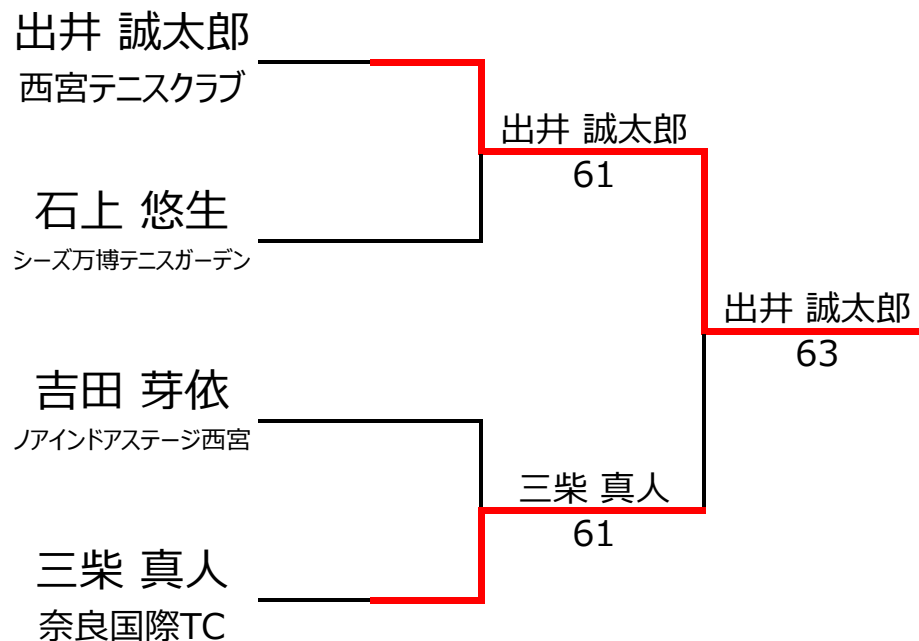 出井 誠太郎
西宮テニスクラブ
石上 悠生
シーズ万博テニスガーデン
吉田 芽依
ノアインドアステージ西宮
三柴 真人
奈良国際TC
出井 誠太郎
61
三柴 真人
61
出井 誠太郎
63